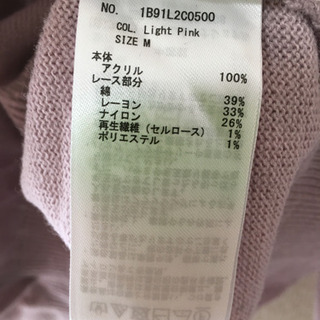 NO. 1B91L2C0500
COL. Light Pink
SIZE M
本体
アクリル 100%
レース部分
綿 39%
レーヨン 33%
ナイロン 26%
再生繊維(セルロース) 1%
ポリエステル 1%